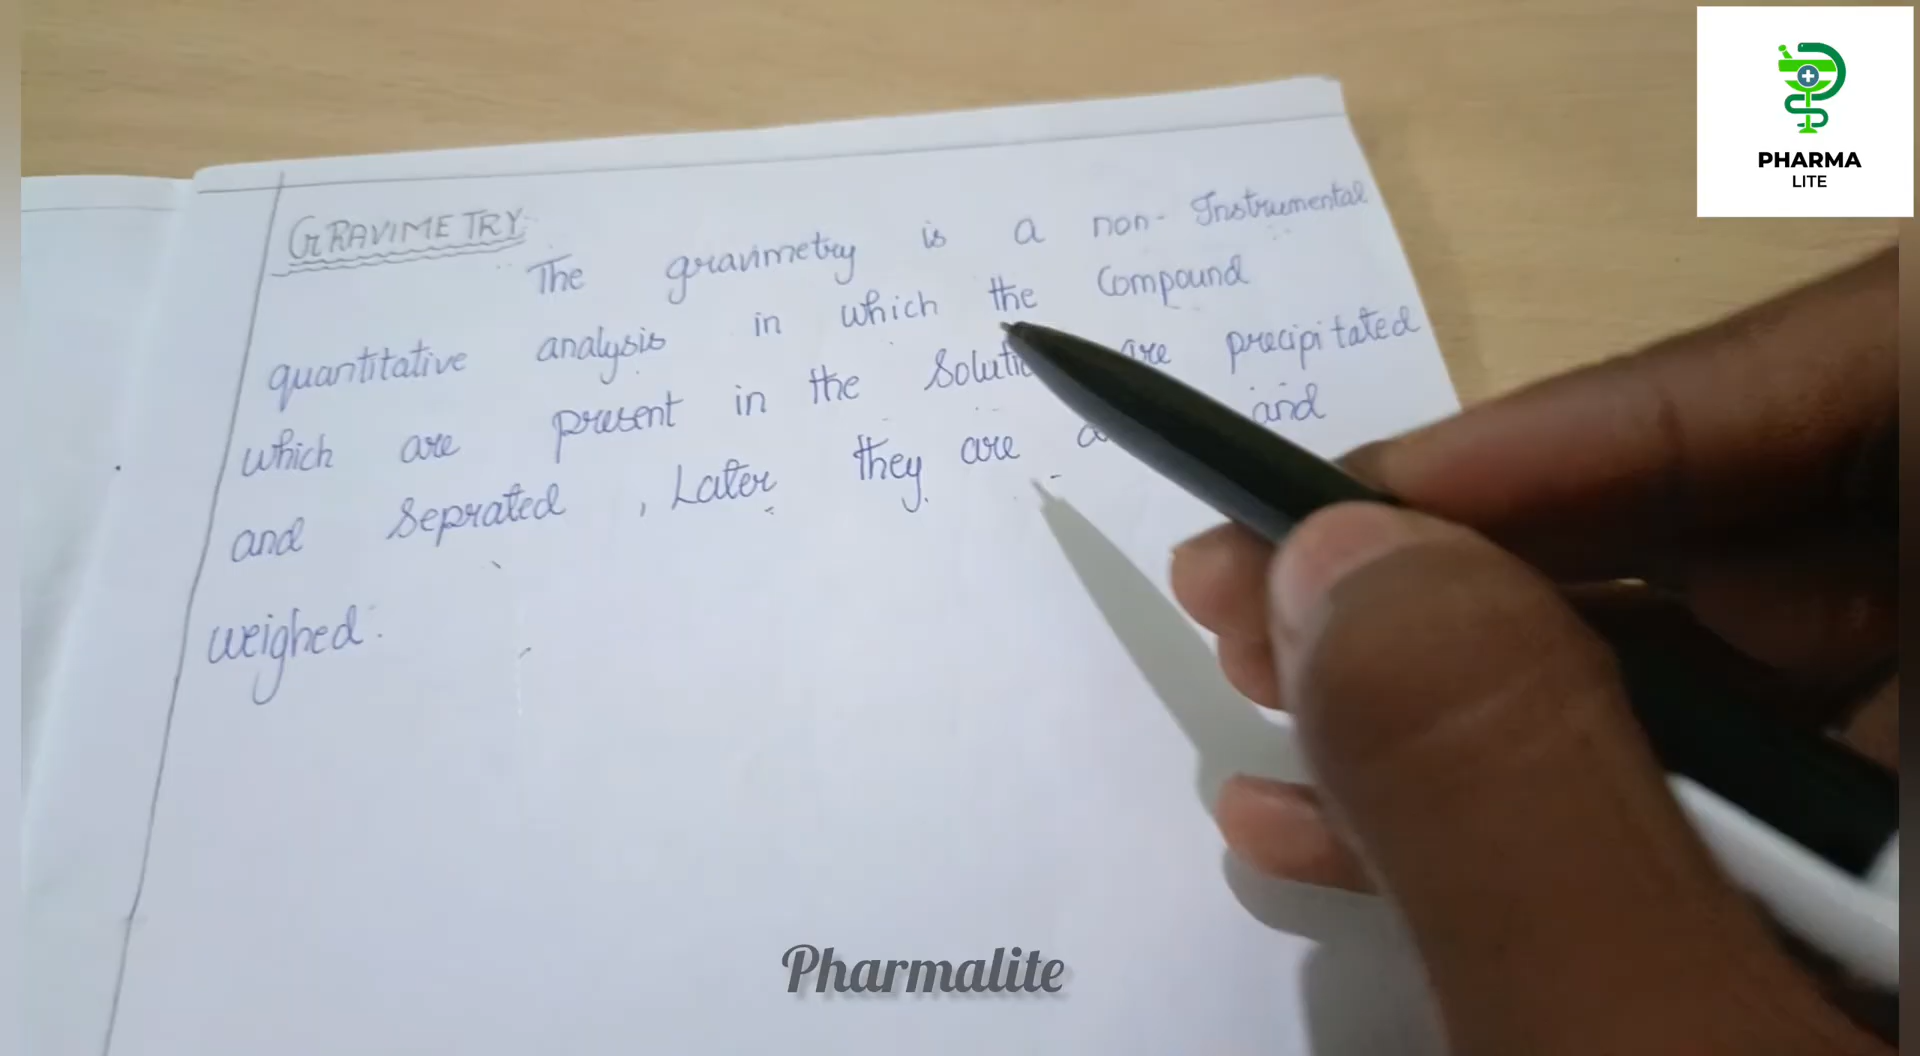 GRAVIMETRY
The gravimetry is a non-Instrumental
quantitative analysis in which the Compound
which are present in the are precipitated
and Seprated, Later they are and
weighed.
PHARMA
LITE
Pharmalite